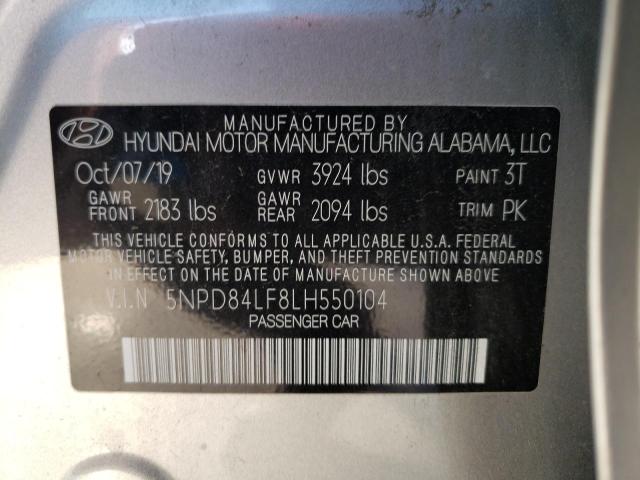 MANUFACTURED BY
HYUNDAI MOTOR MANUFACTURING ALABAMA, LLC
Oct/07/19 GVWR 3924 lbs PAINT 3T
GAWR FRONT 2183 lbs GAWR REAR 2094 lbs TRIM PK
THIS VEHICLE CONFORMS TO ALL APPLICABLE U.S.A. FEDERAL
MOTOR VEHICLE SAFETY, BUMPER, AND THEFT PREVENTION STANDARDS
IN EFFECT ON THE DATE OF MANUFACTURE SHOWN ABOVE.
V.I.N 5NPD84LF8LH550104
PASSENGER CAR